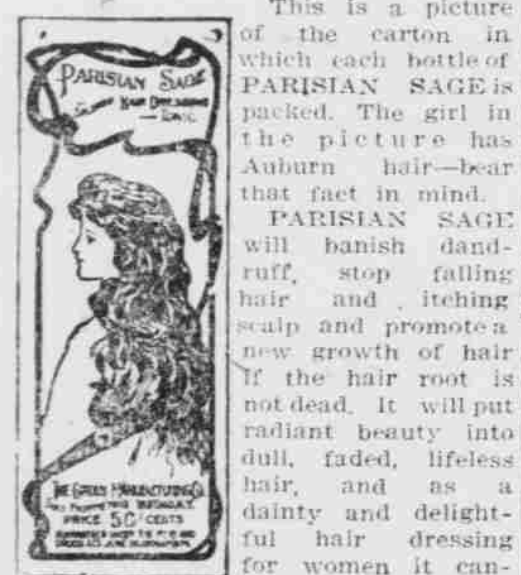 PARISIAN SAGE
HAIR DRESSING
TONIC
THE GIROUX MANUFACTURING CO.
PRICE 50 CENTS
This is a picture
of the carton in
which each bottle of
PARISIAN SAGE is
packed. The girl in
the picture has
Auburn hair—bear
that fact in mind.
PARISIAN SAGE
will banish dand-
ruff, stop falling
hair and itching
scalp and promote a
new growth of hair
if the hair root is
not dead. It will put
radiant beauty into
dull, faded, lifeless
hair, and as a
dainty and delight-
ful hair dressing
for women it can-